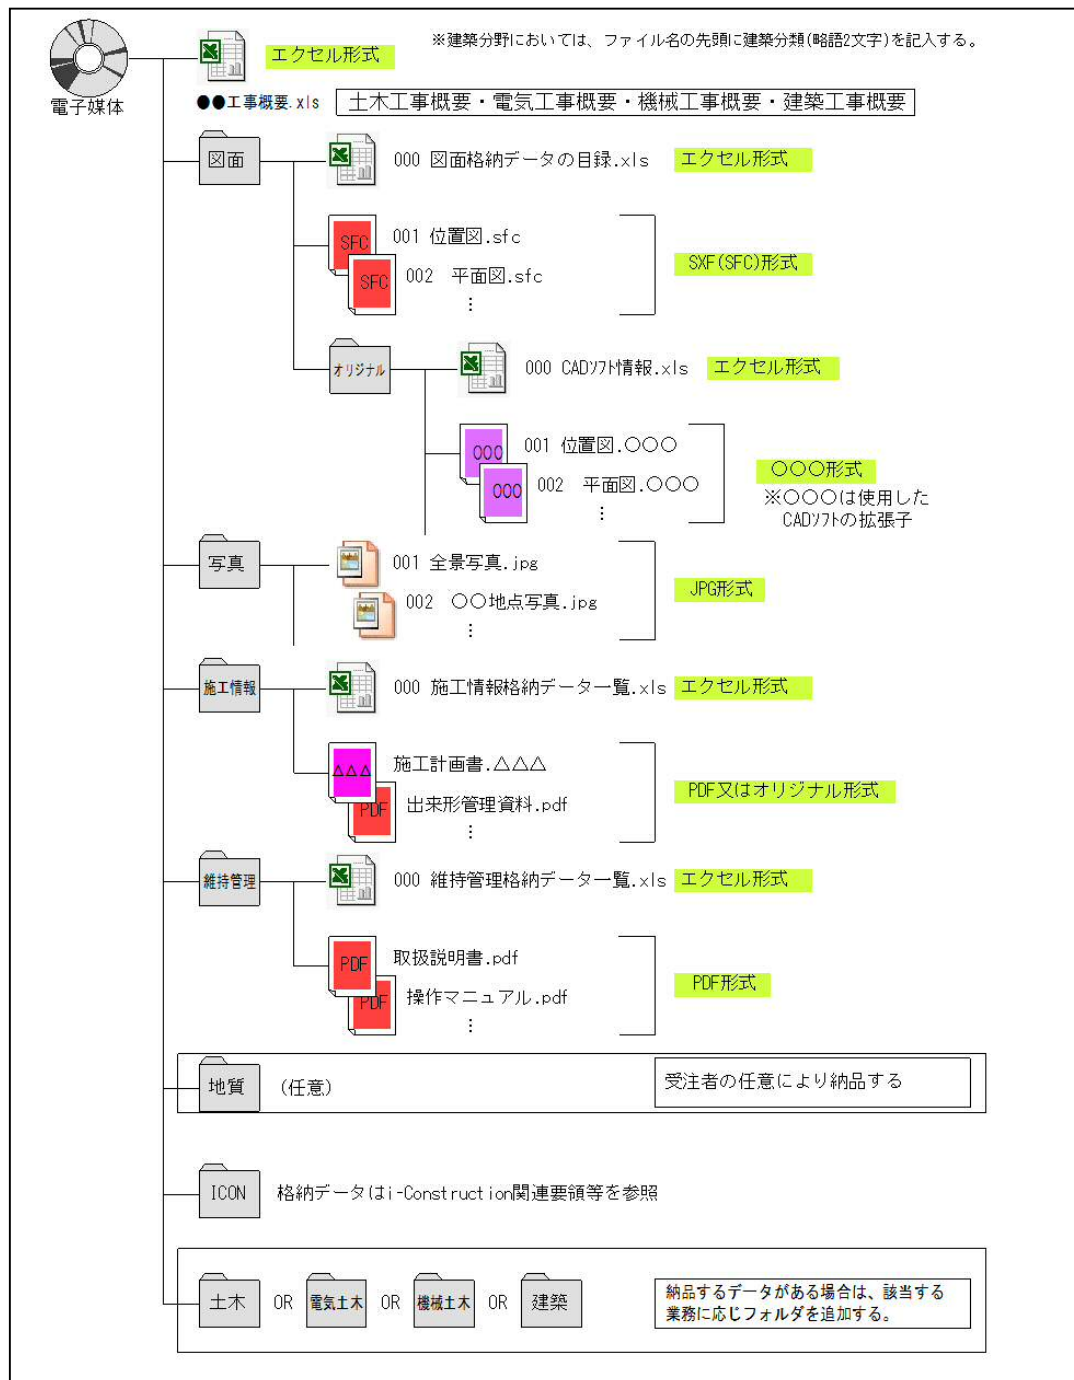 ※建築分野においては、ファイル名の先頭に建築分類(略語2文字)を記入する。
エクセル形式
電子媒体
●●工事概要.xls
土木工事概要・電気工事概要・機械工事概要・建築工事概要
図面
000 図面格納データの目録.xls
エクセル形式
SFC
001 位置図.sfc
SFC
002 平面図.sfc
⋮
SXF(SFC)形式
オリジナル
000 CADソフト情報.xls
エクセル形式
〇〇〇
001 位置図.〇〇〇
〇〇〇
002 平面図.〇〇〇
⋮
〇〇〇形式
※〇〇〇は使用した
CADソフトの拡張子
写真
001 全景写真.jpg
002 〇〇地点写真.jpg
⋮
JPG形式
施工情報
000 施工情報格納データ一覧.xls
エクセル形式
△△△
施工計画書.△△△
PDF
出来形管理資料.pdf
⋮
PDF又はオリジナル形式
維持管理
000 維持管理格納データ一覧.xls
エクセル形式
PDF
取扱説明書.pdf
PDF
操作マニュアル.pdf
⋮
PDF形式
地質
(任意)
受注者の任意により納品する
ICON
格納データはi-Construction関連要領等を参照
土木 OR 電気土木 OR 機械土木 OR 建築
納品するデータがある場合は、該当する
業務に応じフォルダを追加する。